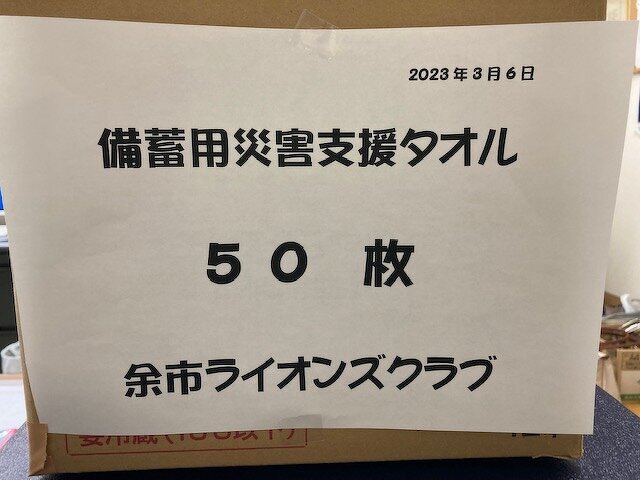 2023年3月6日
備蓄用災害支援タオル
50 枚
余市ライオンズクラブ